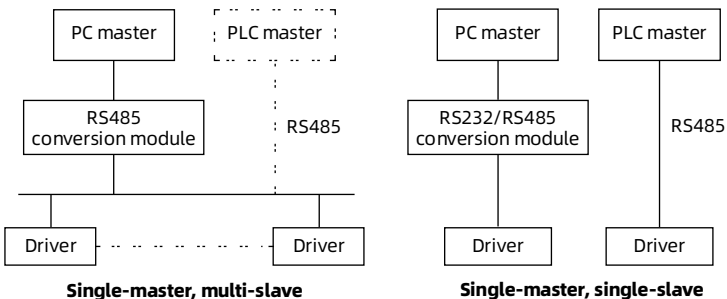 PC master
PLC master
RS485
conversion module
RS485
Driver
Driver
Single-master, multi-slave
PC master
PLC master
RS232/RS485
conversion module
RS485
Driver
Driver
Single-master, single-slave